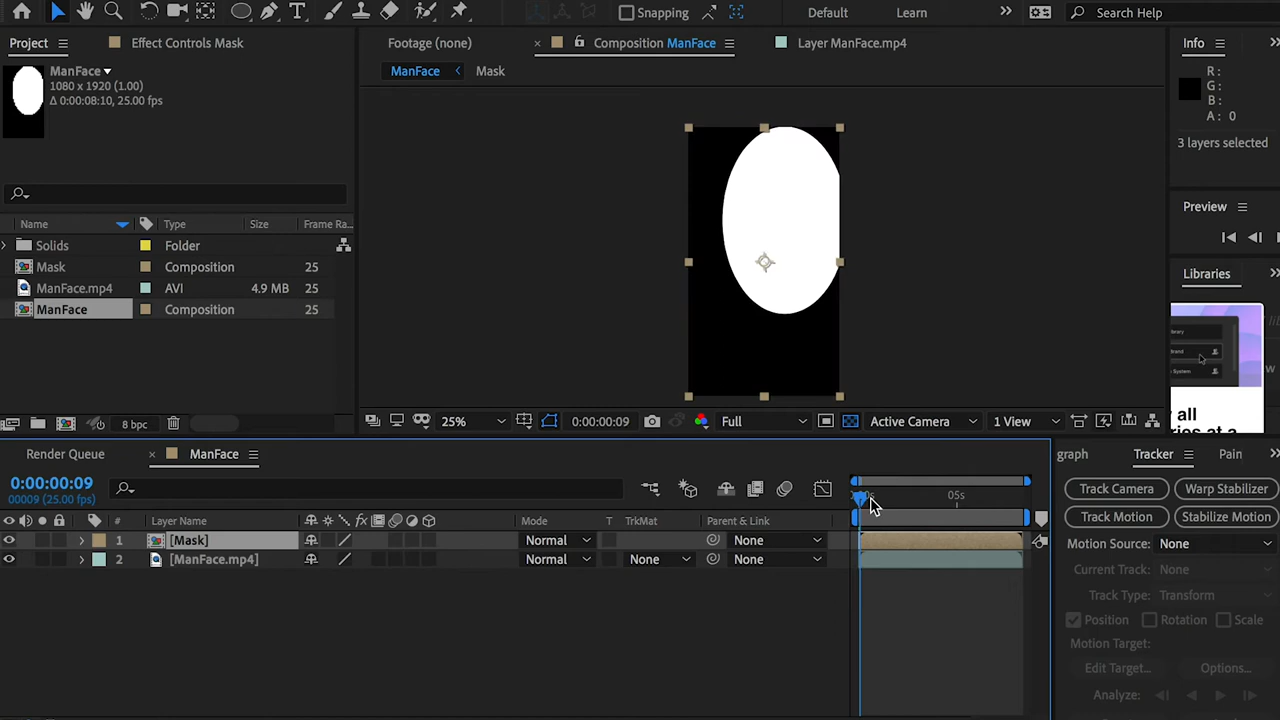 Snapping
Default
Learn
Search Help
Project
Effect Controls Mask
Footage (none)
Composition ManFace
Layer ManFace.mp4
Info
ManFace
1080 x 1920 (1.00)
Δ 0:00:08:10, 25.00 fps
ManFace
Mask
R :
G :
B :
A : 0
3 layers selected
Name
Type
Size
Frame Ra...
Solids
Folder
Mask
Composition
25
ManFace.mp4
AVI
4.9 MB
25
ManFace
Composition
25
Preview
Libraries
8 bpc
25%
0:00:00:09
Full
Active Camera
1 View
Render Queue
ManFace
0:00:00:09
00009 (25.00 fps)
05s
# Layer Name
Mode
T TrkMat
Parent & Link
1 [Mask]
Normal
None
2 [ManFace.mp4]
Normal
None
None
graph
Tracker
Pain
Track Camera
Warp Stabilizer
Track Motion
Stabilize Motion
Motion Source: None
Current Track: None
Track Type: Transform
Position
Rotation
Scale
Motion Target:
Edit Target...
Options...
Analyze: